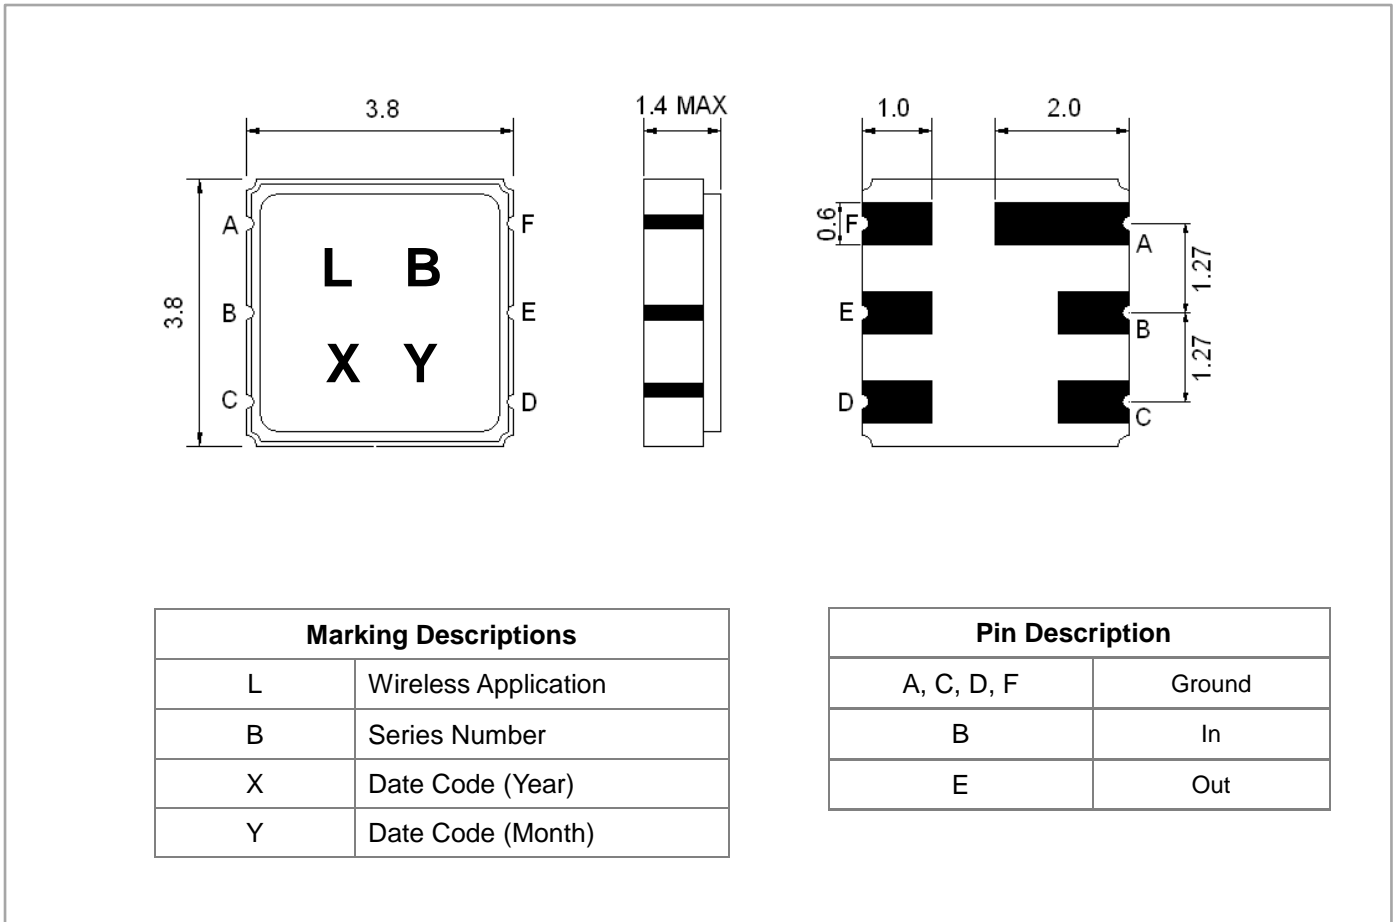 3.8
1.4 MAX
1.0
2.0
3.8
A
B
C
L B
X Y
F
E
D
0.6
F
E
D
A
B
C
1.27
1.27
Marking Descriptions
L Wireless Application
B Series Number
X Date Code (Year)
Y Date Code (Month)
Pin Description
A, C, D, F Ground
B In
E Out